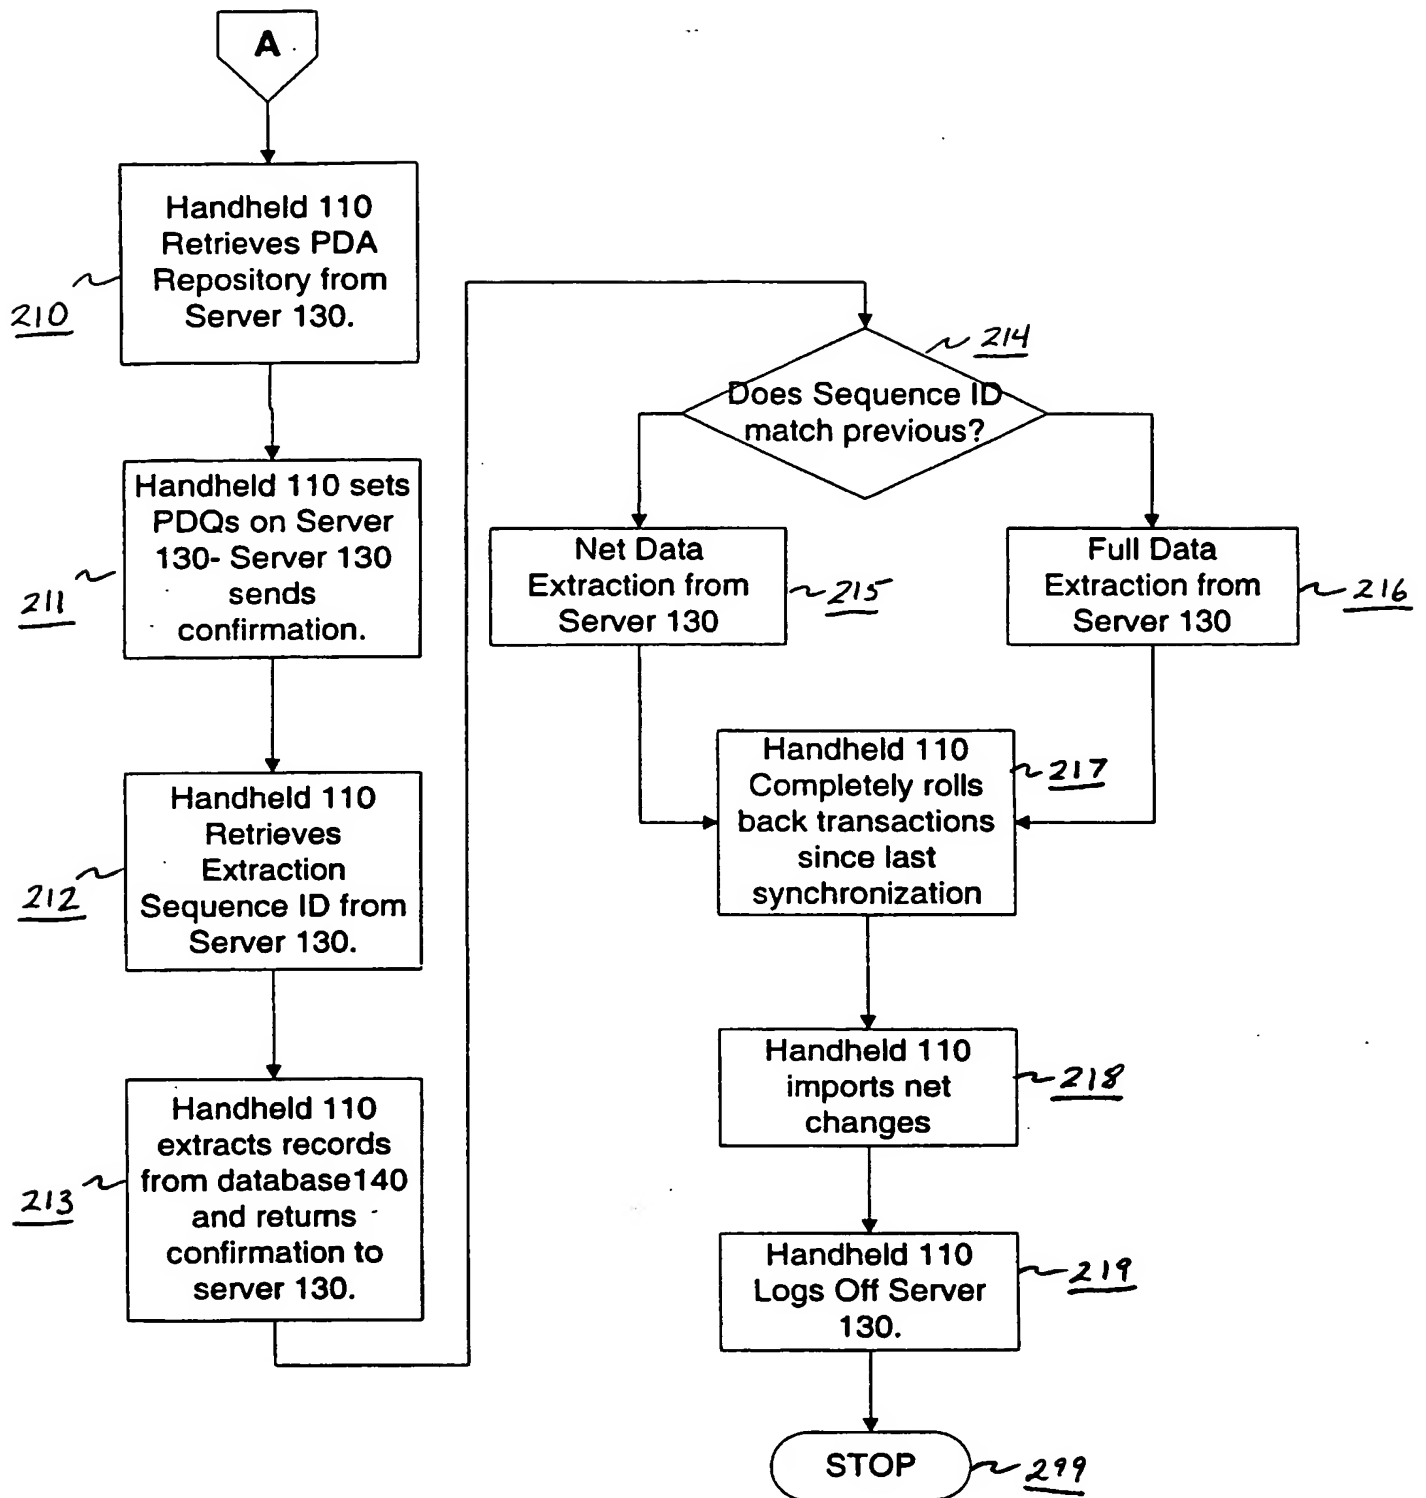 A
Handheld 110
Retrieves PDA
Repository from
Server 130.
210
Handheld 110 sets
PDQs on Server
130- Server 130
sends
confirmation.
211
Handheld 110
Retrieves
Extraction
Sequence ID from
Server 130.
212
Handheld 110
extracts records
from database140
and returns
confirmation to
server 130.
213
214
Does Sequence ID
match previous?
Net Data
Extraction from
Server 130
215
Full Data
Extraction from
Server 130
216
Handheld 110
Completely rolls
back transactions
since last
synchronization
217
Handheld 110
imports net
changes
218
Handheld 110
Logs Off Server
130.
219
STOP
299